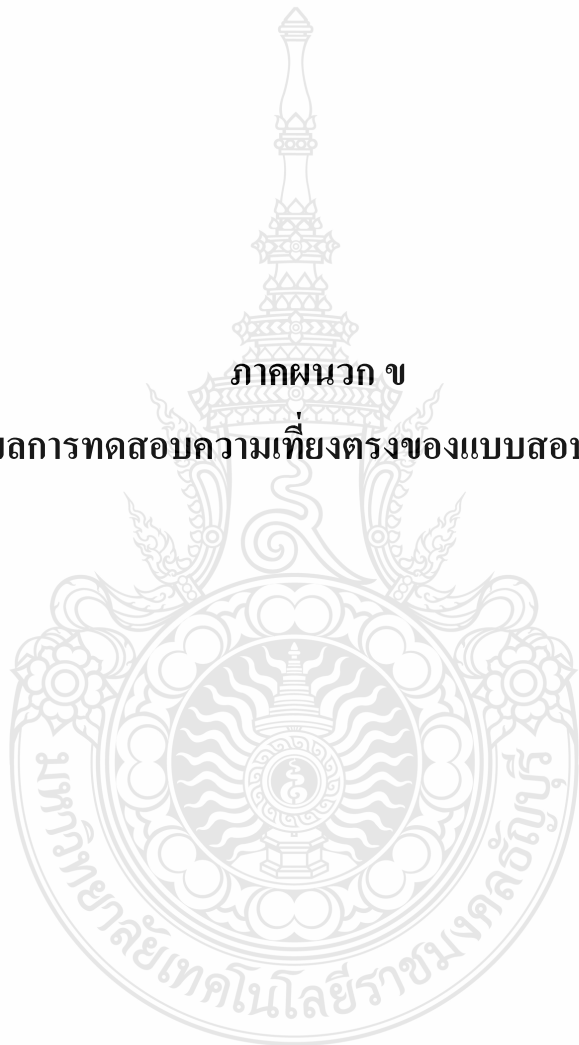 ภาคผนวก ข
ผลการทดสอบความเที่ยงตรงของแบบสอบ
มหาวิทยาลัยเทคโนโลยีราชมงคลธัญบุรี